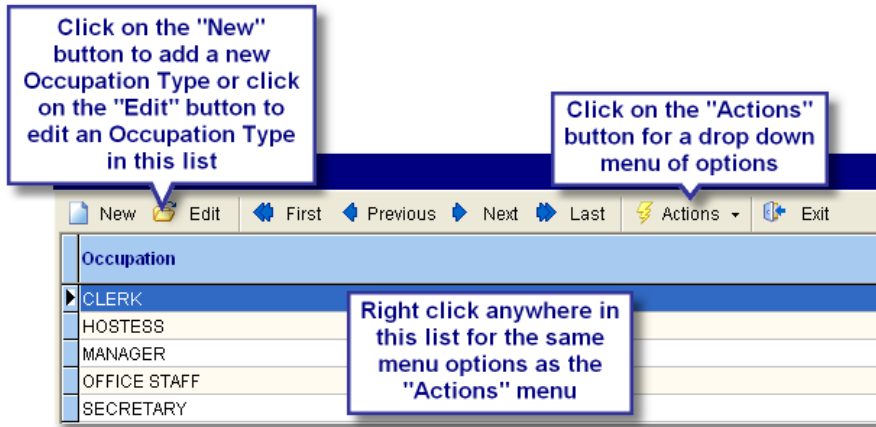 Click on the "New"
button to add a new
Occupation Type or click
on the "Edit" button to
edit an Occupation Type
in this list
Click on the "Actions"
button for a drop down
menu of options
New Edit First Previous Next Last Actions Exit
Occupation
CLERK
HOSTESS
MANAGER
OFFICE STAFF
SECRETARY
Right click anywhere in
this list for the same
menu options as the
"Actions" menu